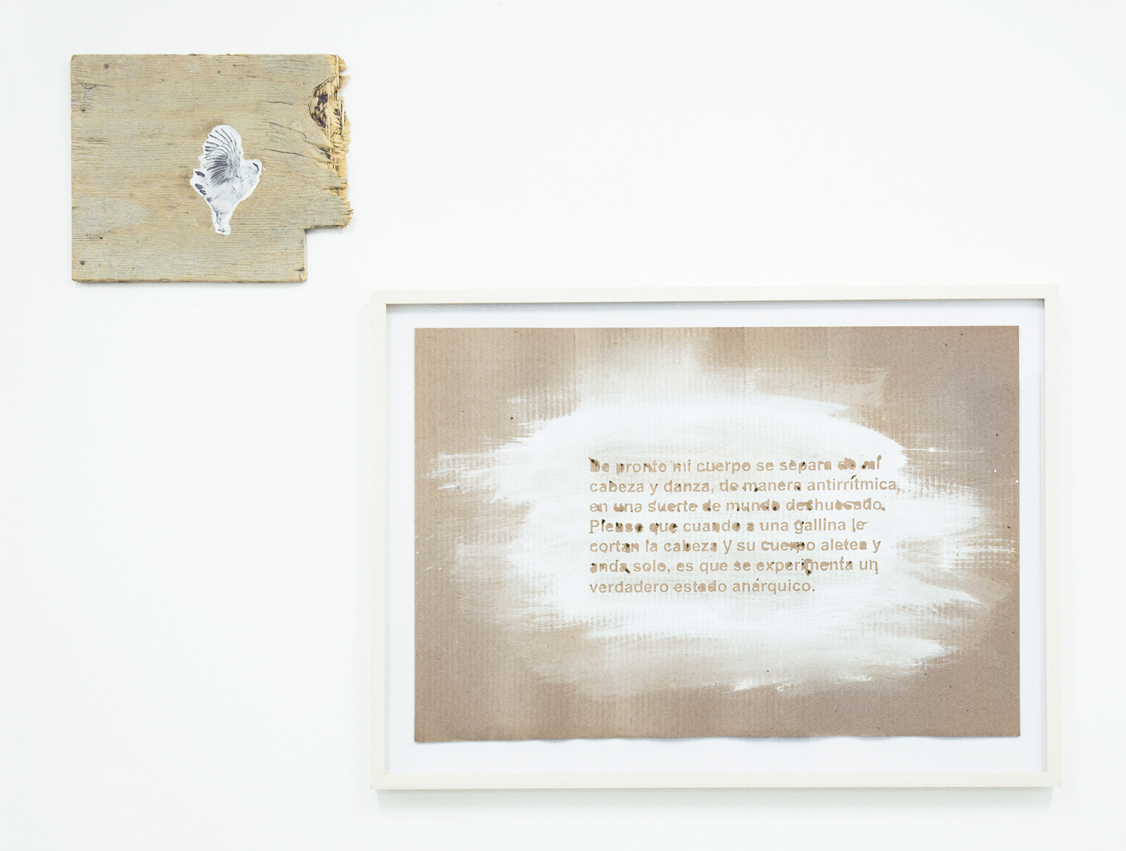 De pronto mi cuerpo se separa de mi
cabeza y danza, de manera antirrítmica,
en una suerte de mundo deshuesado.
Pienso que cuando a una gallina le
cortan la cabeza y su cuerpo aletea y
anda solo, es que se experimenta un
verdadero estado anárquico.